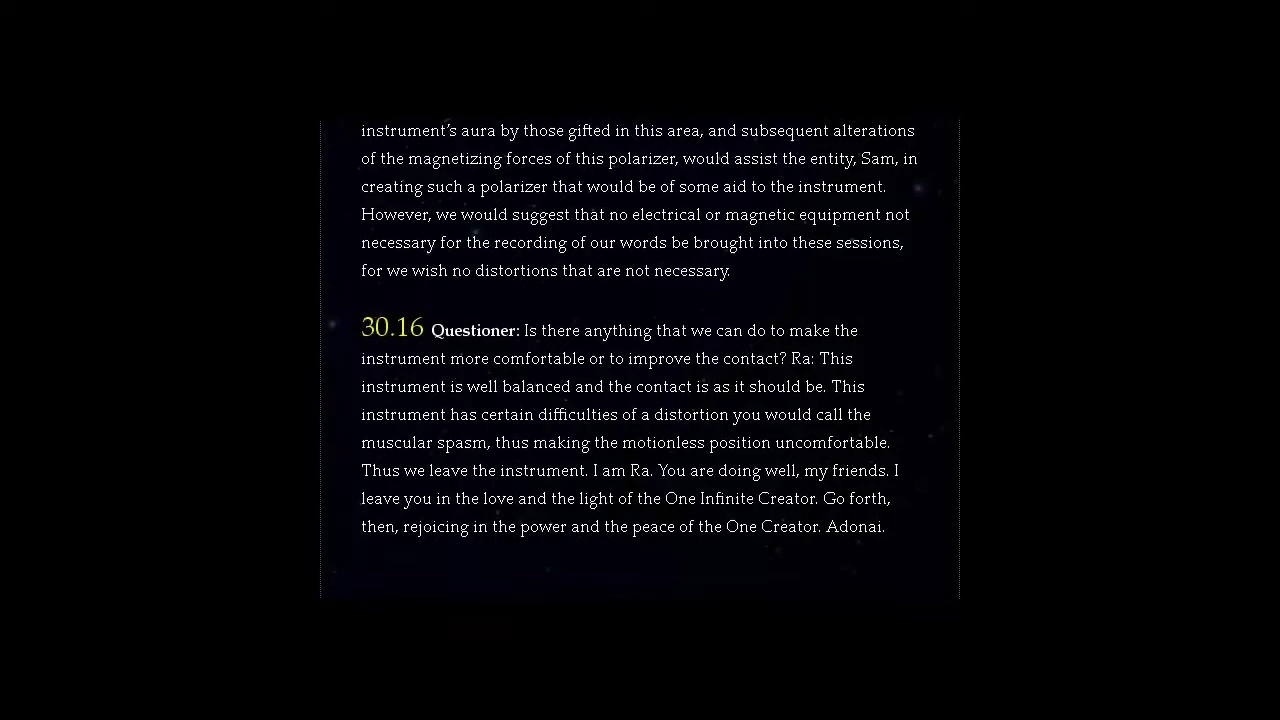 instrument's aura by those gifted in this area, and subsequent alterations
of the magnetizing forces of this polarizer, would assist the entity, Sam, in
creating such a polarizer that would be of some aid to the instrument.
However, we would suggest that no electrical or magnetic equipment not
necessary for the recording of our words be brought into these sessions,
for we wish no distortions that are not necessary.
30.16 Questioner: Is there anything that we can do to make the
instrument more comfortable or to improve the contact? Ra: This
instrument is well balanced and the contact is as it should be. This
instrument has certain difficulties of a distortion you would call the
muscular spasm, thus making the motionless position uncomfortable.
Thus we leave the instrument. I am Ra. You are doing well, my friends. I
leave you in the love and the light of the One Infinite Creator. Go forth,
then, rejoicing in the power and the peace of the One Creator. Adonai.